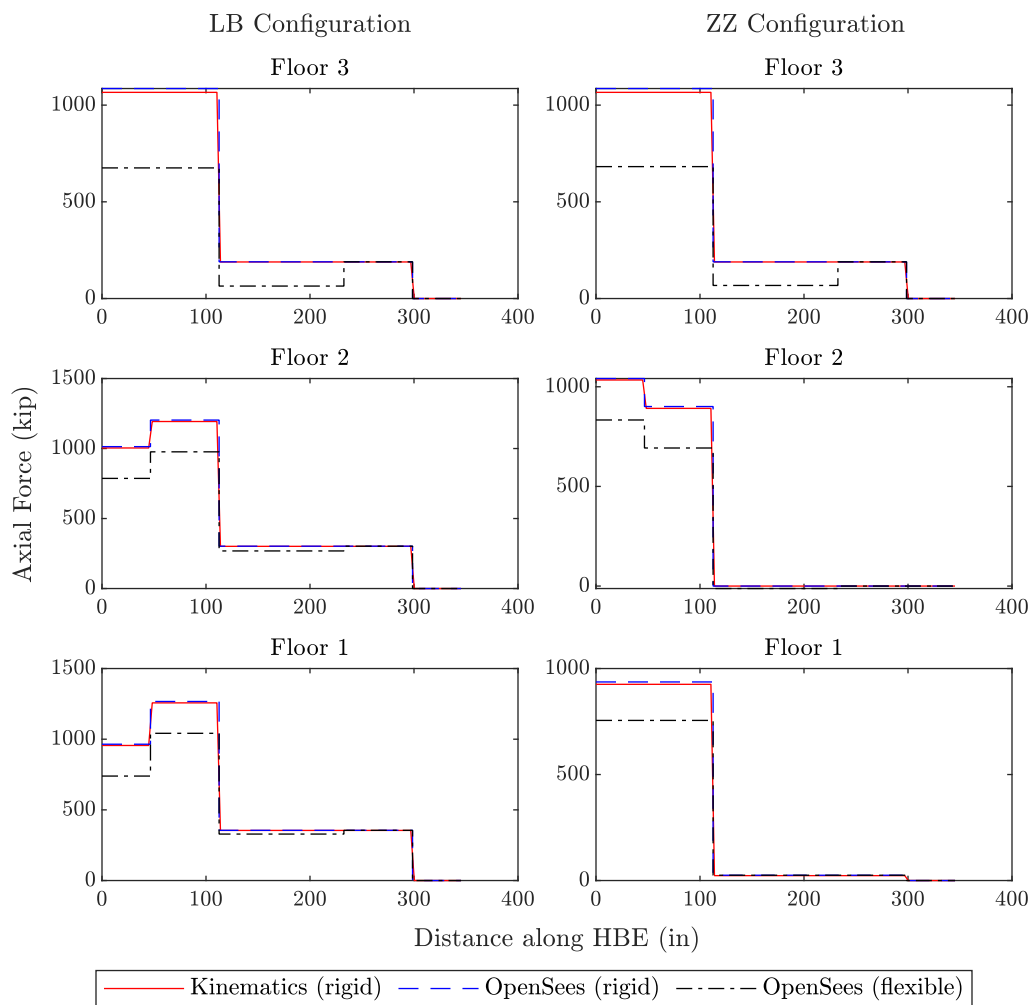 LB Configuration
ZZ Configuration
Floor 3
1000
500
0
0 100 200 300 400
Floor 3
1000
500
0
0 100 200 300 400
Axial Force (kip)
Floor 2
1500
1000
500
0
0 100 200 300 400
Floor 2
1000
500
0
0 100 200 300 400
Floor 1
1500
1000
500
0
0 100 200 300 400
Floor 1
1000
500
0
0 100 200 300 400
Distance along HBE (in)
Kinematics (rigid) OpenSees (rigid) OpenSees (flexible)